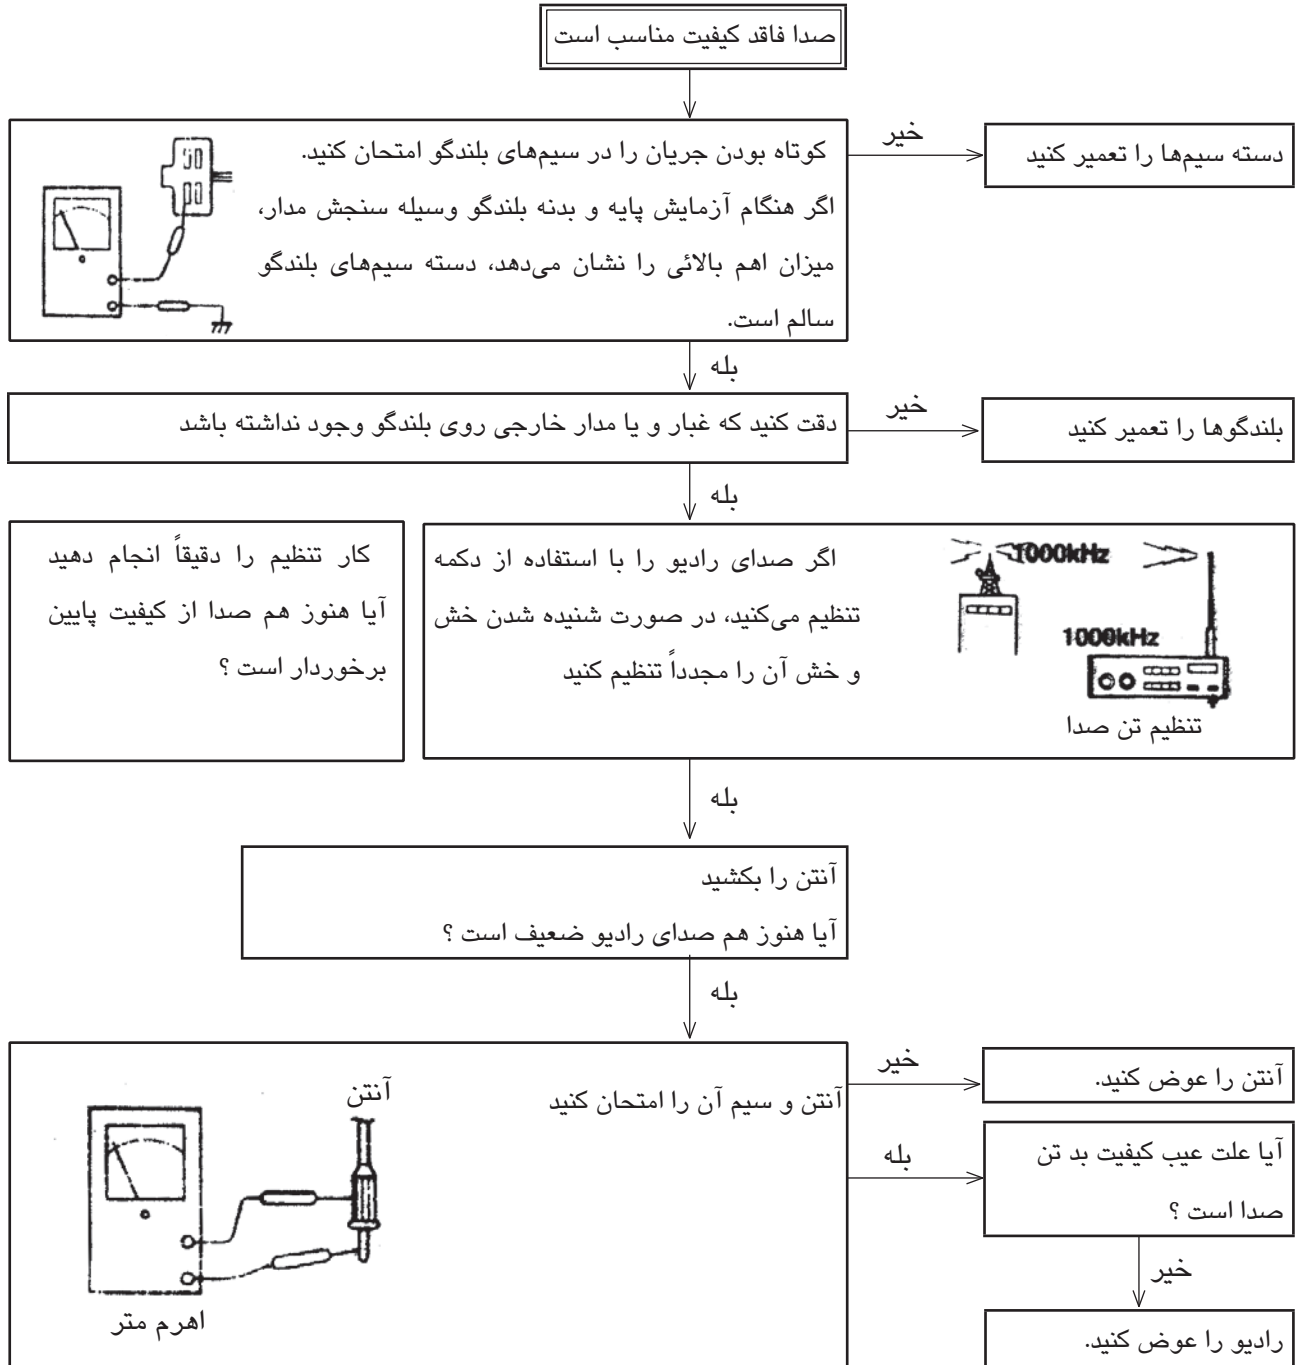 صدا فاقد کیفیت مناسب است
کوتاه بودن جریان را در سیم‌های بلندگو امتحان کنید.
اگر هنگام آزمایش پایه و بدنه بلندگو وسیله سنجش مدار،
میزان اهم بالائی را نشان می‌دهد، دسته سیم‌های بلندگو
سالم است.
خیر
دسته سیم‌ها را تعمیر کنید
بله
دقت کنید که غبار و یا مدار خارجی روی بلندگو وجود نداشته باشد
خیر
بلندگوها را تعمیر کنید
بله
1000kHz
1000kHz
تنظیم تن صدا
اگر صدای رادیو را با استفاده از دکمه
تنظیم می‌کنید، در صورت شنیده شدن خش
و خش آن را مجدداً تنظیم کنید
کار تنظیم را دقیقاً انجام دهید
آیا هنوز هم صدا از کیفیت پایین
برخوردار است ؟
بله
آنتن را بکشید
آیا هنوز هم صدای رادیو ضعیف است ؟
بله
آنتن و سیم آن را امتحان کنید
آنتن
اهرم متر
خیر
آنتن را عوض کنید.
بله
آیا علت عیب کیفیت بد تن
صدا است ؟
خیر
رادیو را عوض کنید.